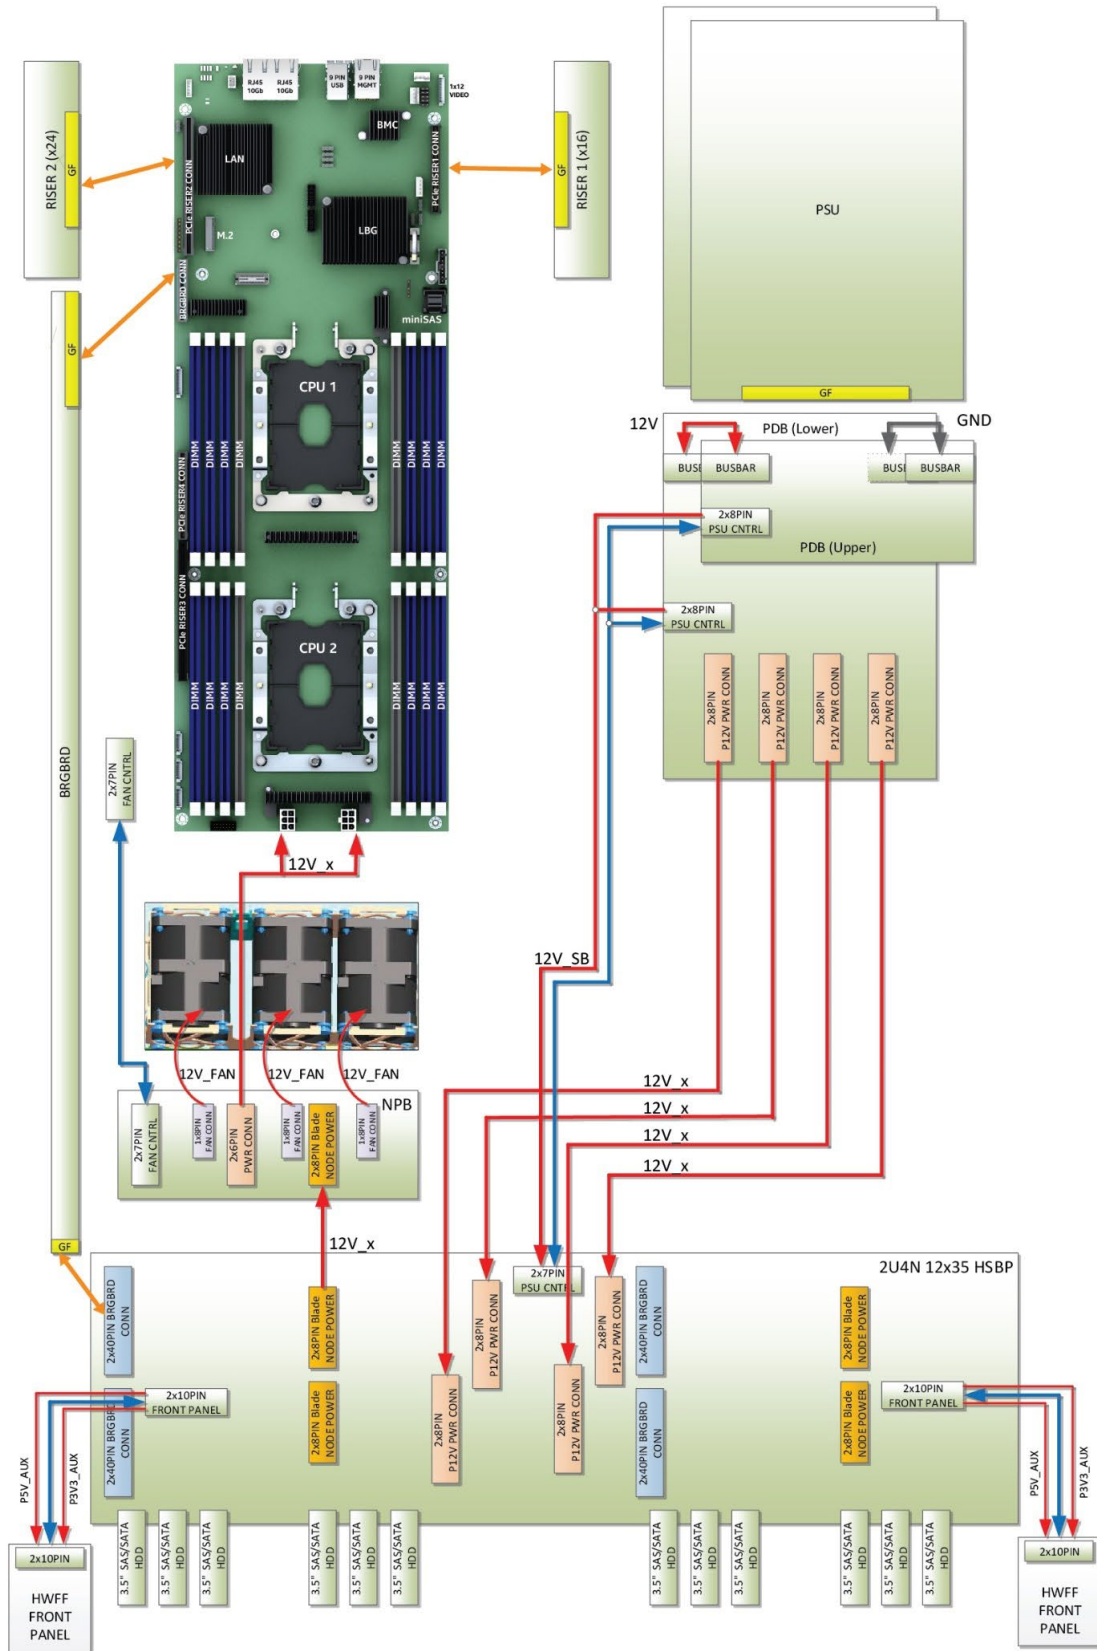 RJ45
10Gb
RJ45
10Gb
9 PIN
USB
9 PIN
MGMT
1x12
VIDEO
BMC
LAN
LBG
M.2
miniSAS
PCIe RISER2 CONN
PCIe RISER1 CONN
BRGBRD CONN
RISER 2 (x24)
GF
GF
RISER 1 (x16)
PSU
GF
GF
BRGBRD
GF
CPU 1
DIMM
DIMM
DIMM
DIMM
DIMM
DIMM
DIMM
DIMM
PCIe RISER4 CONN
PCIe RISER3 CONN
CPU 2
DIMM
DIMM
DIMM
DIMM
DIMM
DIMM
DIMM
DIMM
12V
PDB (Lower)
GND
BUSI
BUSBAR
BUSI
BUSBAR
2x8PIN
PSU CNTRL
PDB (Upper)
2x8PIN
PSU CNTRL
2x8PIN
P12V PWR CONN
2x8PIN
P12V PWR CONN
2x8PIN
P12V PWR CONN
2x8PIN
P12V PWR CONN
2x7PIN
FAN CNTRL
12V_x
12V_SB
12V_FAN
12V_FAN
12V_FAN
NPB
2x7PIN
FAN CNTRL
1x8PIN
FAN CONN
2x6PIN
PWR CONN
1x8PIN
FAN CONN
2x8PIN Blade
NODE POWER
1x8PIN
FAN CONN
12V_x
12V_x
12V_x
12V_x
12V_x
2U4N 12x35 HSBP
2x40PIN BRGBRD
CONN
2x8PIN Blade
NODE POWER
2x8PIN
P12V PWR CONN
2x7PIN
PSU CNTRL
2x8PIN
P12V PWR CONN
2x40PIN BRGBRD
CONN
2x8PIN Blade
NODE POWER
2x40PIN BRGBRD
CONN
2x10PIN
FRONT PANEL
2x8PIN Blade
NODE POWER
2x8PIN
P12V PWR CONN
2x8PIN
P12V PWR CONN
2x40PIN BRGBRD
CONN
2x8PIN Blade
NODE POWER
2x10PIN
FRONT PANEL
P5V_AUX
P3V3_AUX
P5V_AUX
P3V3_AUX
3.5" SAS/SATA
HDD
3.5" SAS/SATA
HDD
3.5" SAS/SATA
HDD
3.5" SAS/SATA
HDD
3.5" SAS/SATA
HDD
3.5" SAS/SATA
HDD
3.5" SAS/SATA
HDD
3.5" SAS/SATA
HDD
3.5" SAS/SATA
HDD
3.5" SAS/SATA
HDD
3.5" SAS/SATA
HDD
3.5" SAS/SATA
HDD
2x10PIN
HWFF
FRONT
PANEL
2x10PIN
HWFF
FRONT
PANEL